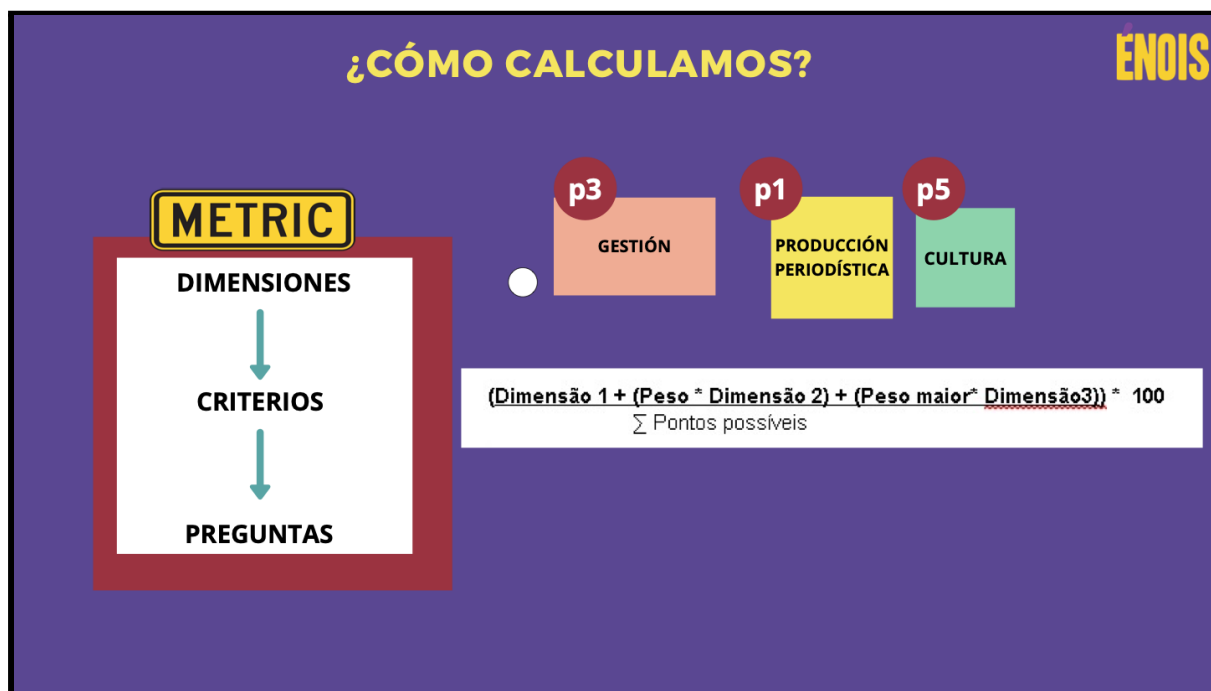 ¿CÓMO CALCULAMOS?
ÉNOIS
METRIC
DIMENSIONES
CRITERIOS
PREGUNTAS
p3
GESTIÓN
p1
PRODUCCIÓN
PERIODÍSTICA
p5
CULTURA
(Dimensão 1 + (Peso * Dimensão 2) + (Peso maior* Dimensão3)) * 100
∑ Pontos possíveis